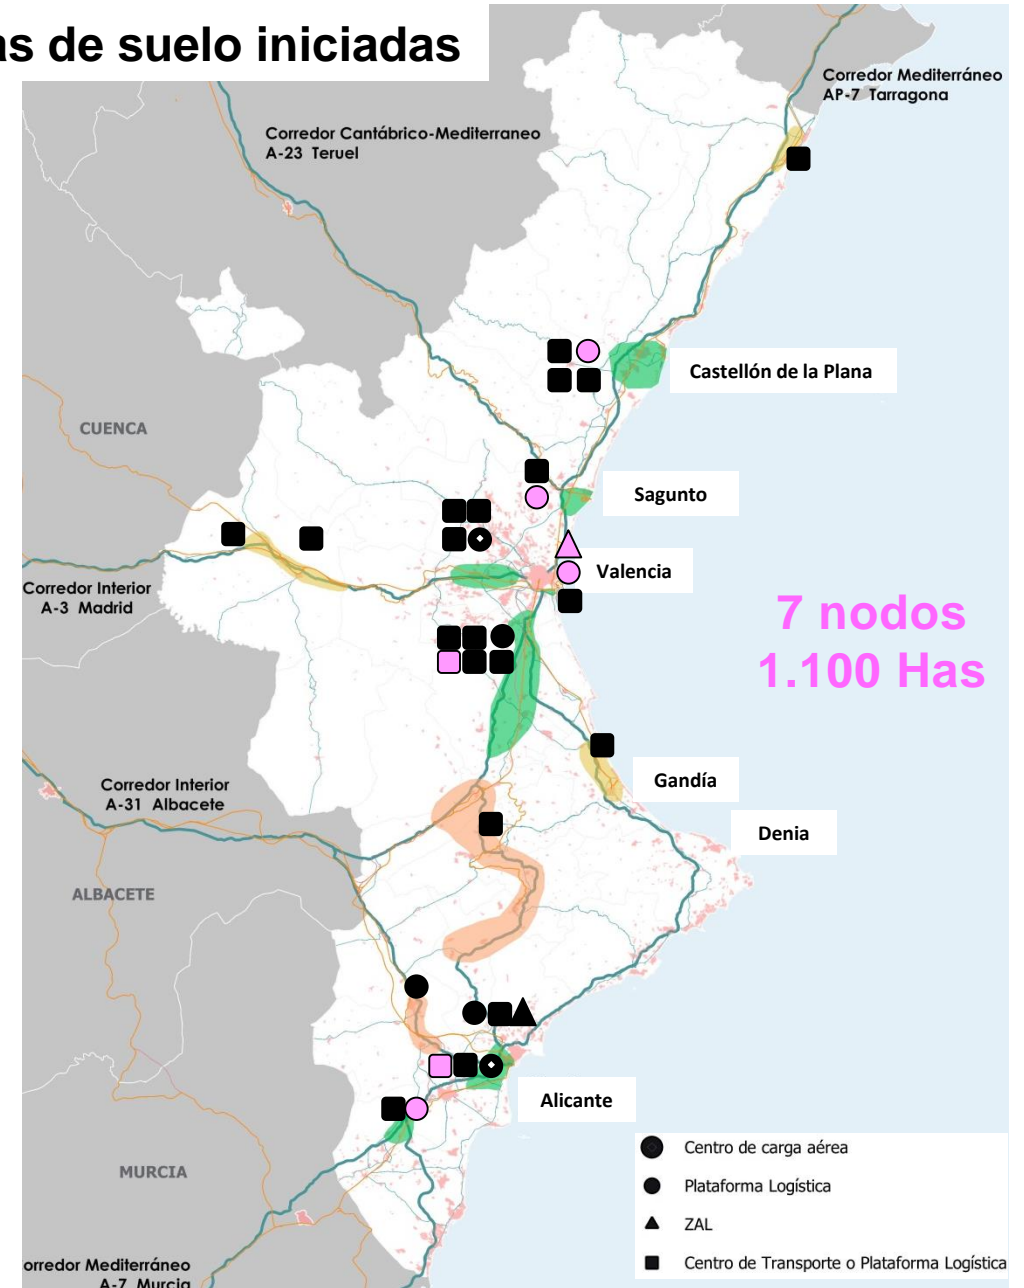 as de suelo iniciadas
Corredor Mediterráneo
AP-7 Tarragona
Corredor Cantábrico-Mediterraneo
A-23 Teruel
Castellón de la Plana
CUENCA
Sagunto
Corredor Interior
A-3 Madrid
Valencia
7 nodos
1.100 Has
Corredor Interior
A-31 Albacete
Gandía
Denia
ALBACETE
Alicante
MURCIA
Centro de carga aérea
Plataforma Logística
ZAL
Centro de Transporte o Plataforma Logística
orredor Mediterráneo
A-7 Murcia